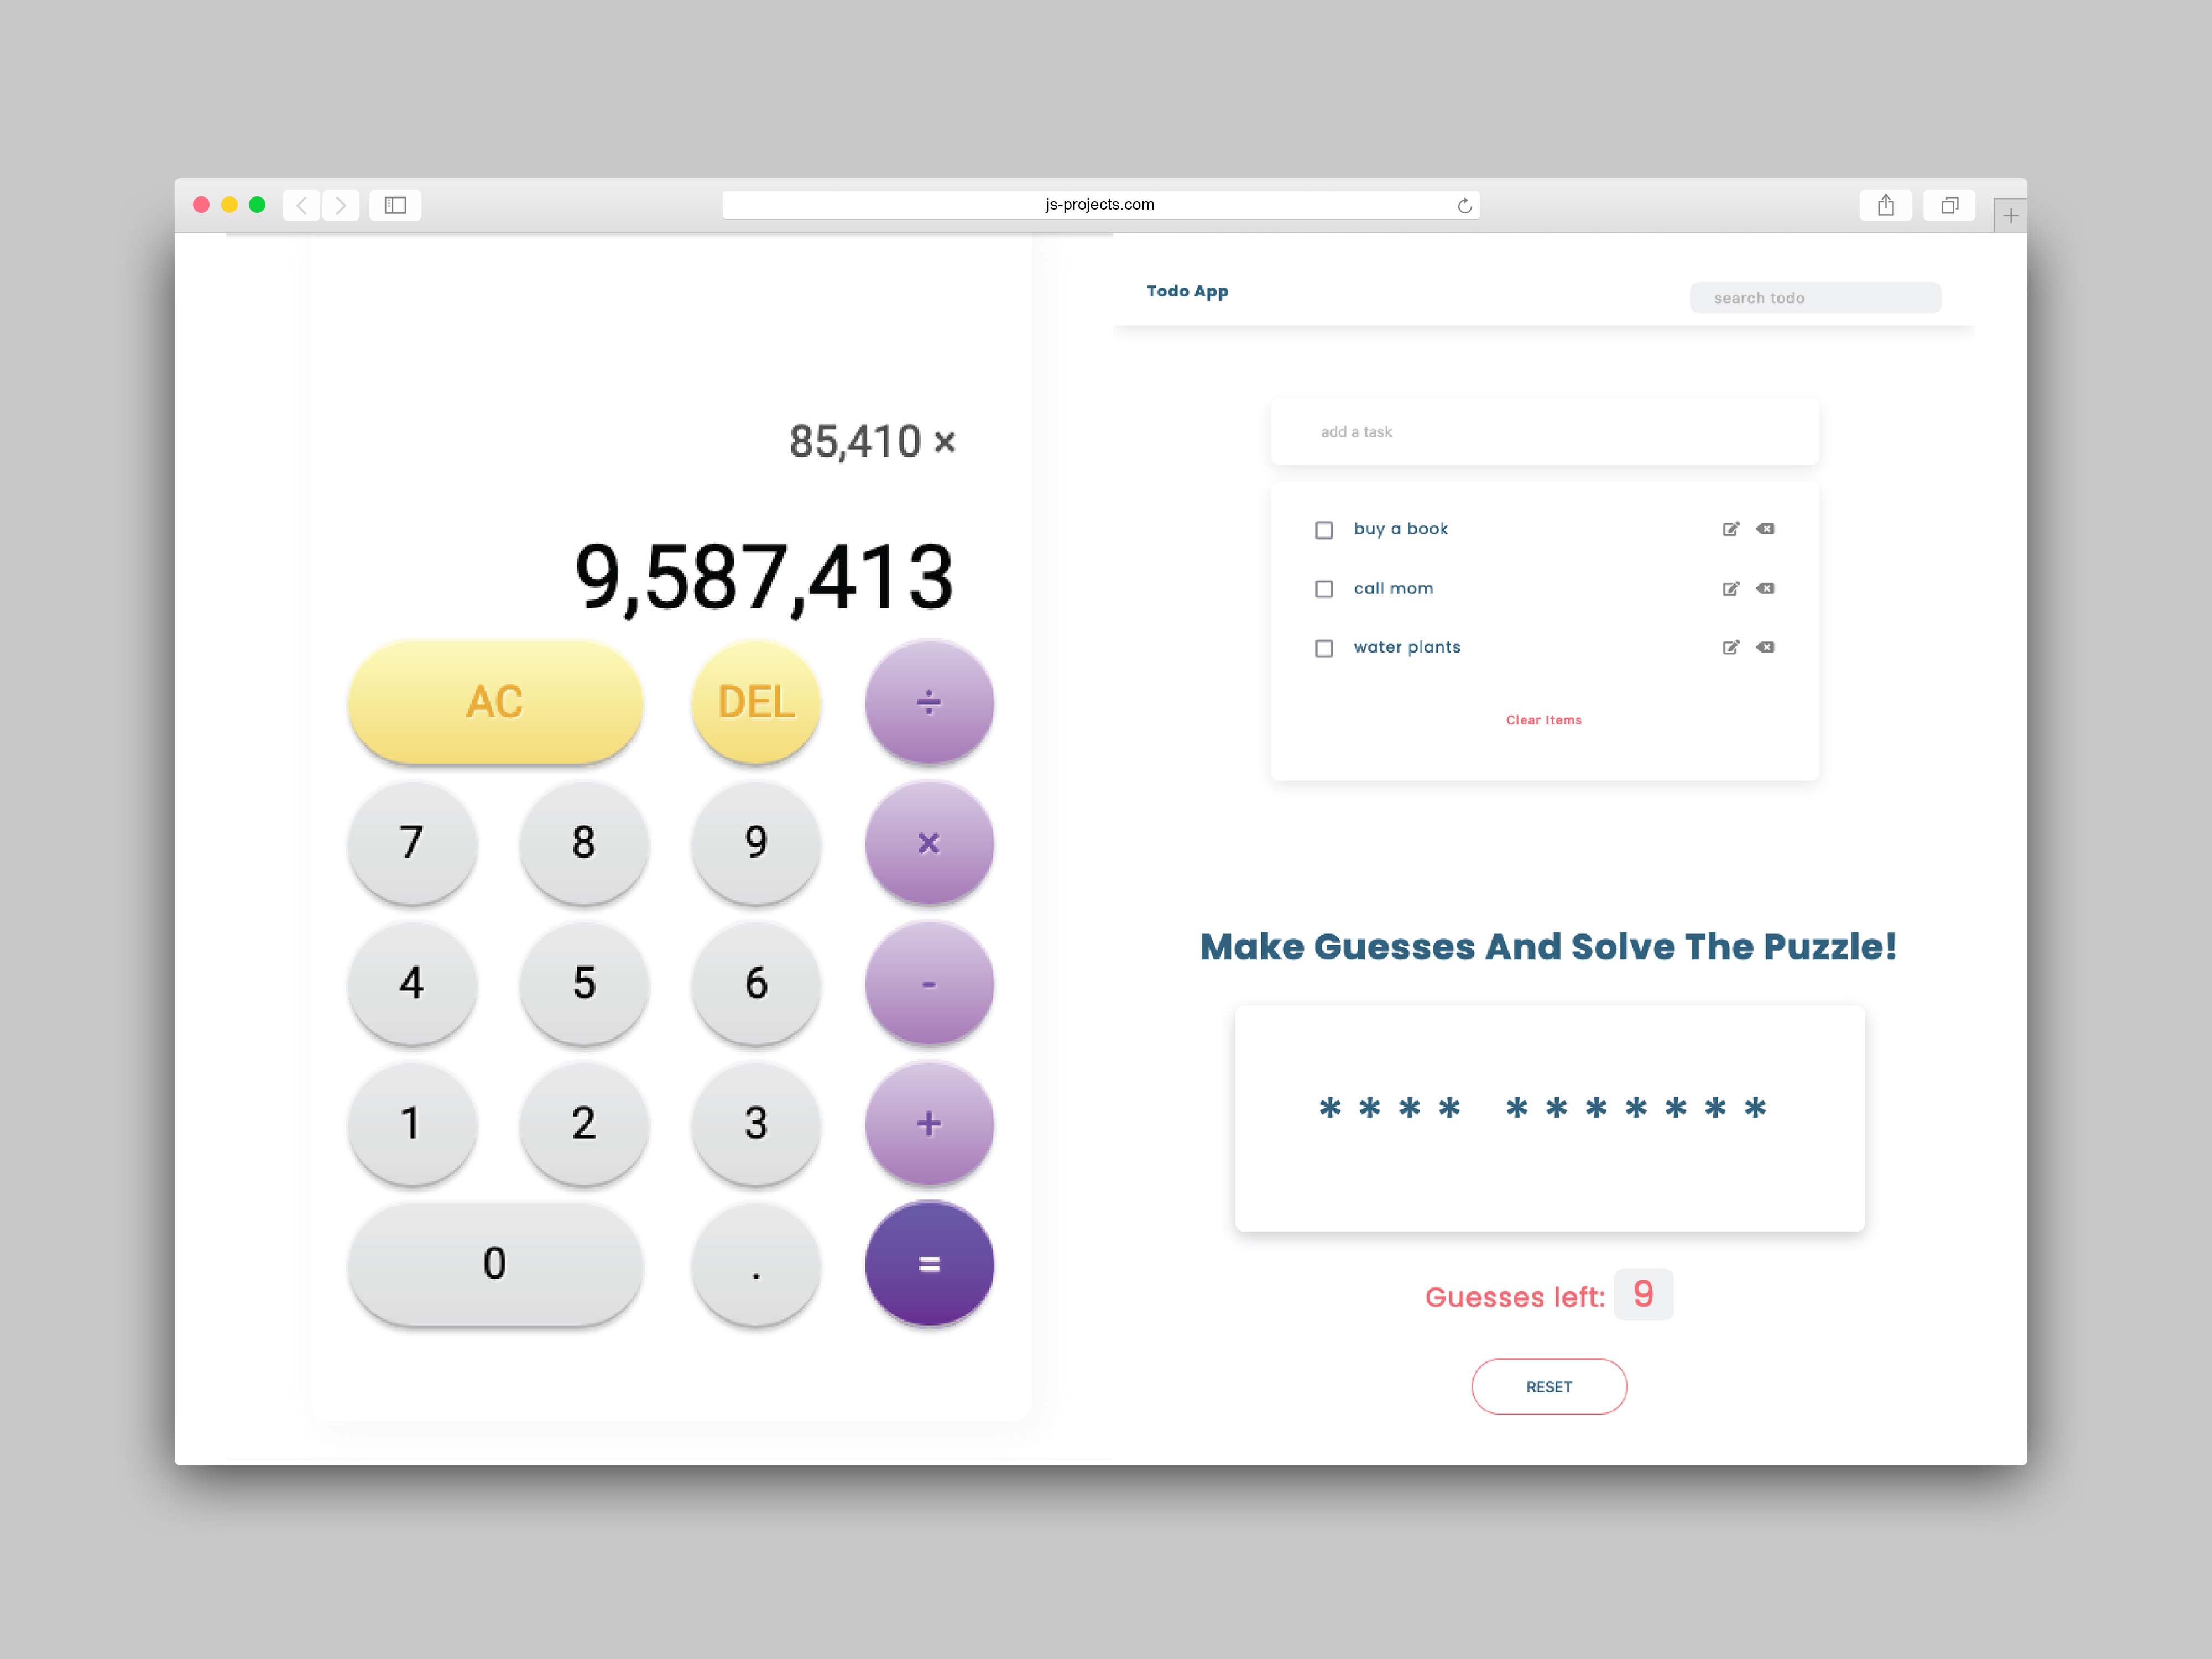 js-projects.com
85,410 ×
9,587,413
AC DEL ÷
7 8 9 ×
4 5 6 -
1 2 3 +
0 . =
Todo App
search todo
add a task
buy a book
call mom
water plants
Clear Items
Make Guesses And Solve The Puzzle!
* * * * * * * * * * *
Guesses left: 9
RESET